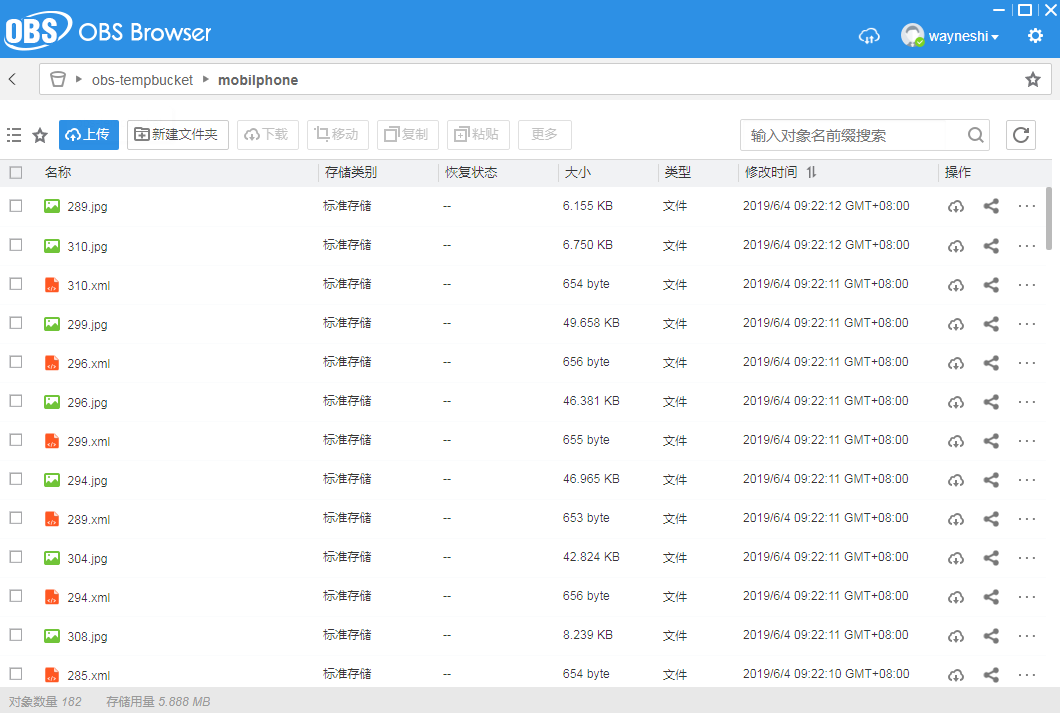 OBS OBS Browser
wayneshi
obs-tempbucket mobilphone
上传 新建文件夹 下载 移动 复制 粘贴 更多 输入对象名前缀搜索
名称 存储类别 恢复状态 大小 类型 修改时间 操作
289.jpg 标准存储 -- 6.155 KB 文件 2019/6/4 09:22:12 GMT+08:00 ...
310.jpg 标准存储 -- 6.750 KB 文件 2019/6/4 09:22:12 GMT+08:00 ...
310.xml 标准存储 -- 654 byte 文件 2019/6/4 09:22:11 GMT+08:00 ...
299.jpg 标准存储 -- 49.658 KB 文件 2019/6/4 09:22:11 GMT+08:00 ...
296.xml 标准存储 -- 656 byte 文件 2019/6/4 09:22:11 GMT+08:00 ...
296.jpg 标准存储 -- 46.381 KB 文件 2019/6/4 09:22:11 GMT+08:00 ...
299.xml 标准存储 -- 655 byte 文件 2019/6/4 09:22:11 GMT+08:00 ...
294.jpg 标准存储 -- 46.965 KB 文件 2019/6/4 09:22:11 GMT+08:00 ...
289.xml 标准存储 -- 653 byte 文件 2019/6/4 09:22:11 GMT+08:00 ...
304.jpg 标准存储 -- 42.824 KB 文件 2019/6/4 09:22:11 GMT+08:00 ...
294.xml 标准存储 -- 656 byte 文件 2019/6/4 09:22:11 GMT+08:00 ...
308.jpg 标准存储 -- 8.239 KB 文件 2019/6/4 09:22:11 GMT+08:00 ...
285.xml 标准存储 -- 654 byte 文件 2019/6/4 09:22:10 GMT+08:00 ...
对象数量 182 存储用量 5.888 MB